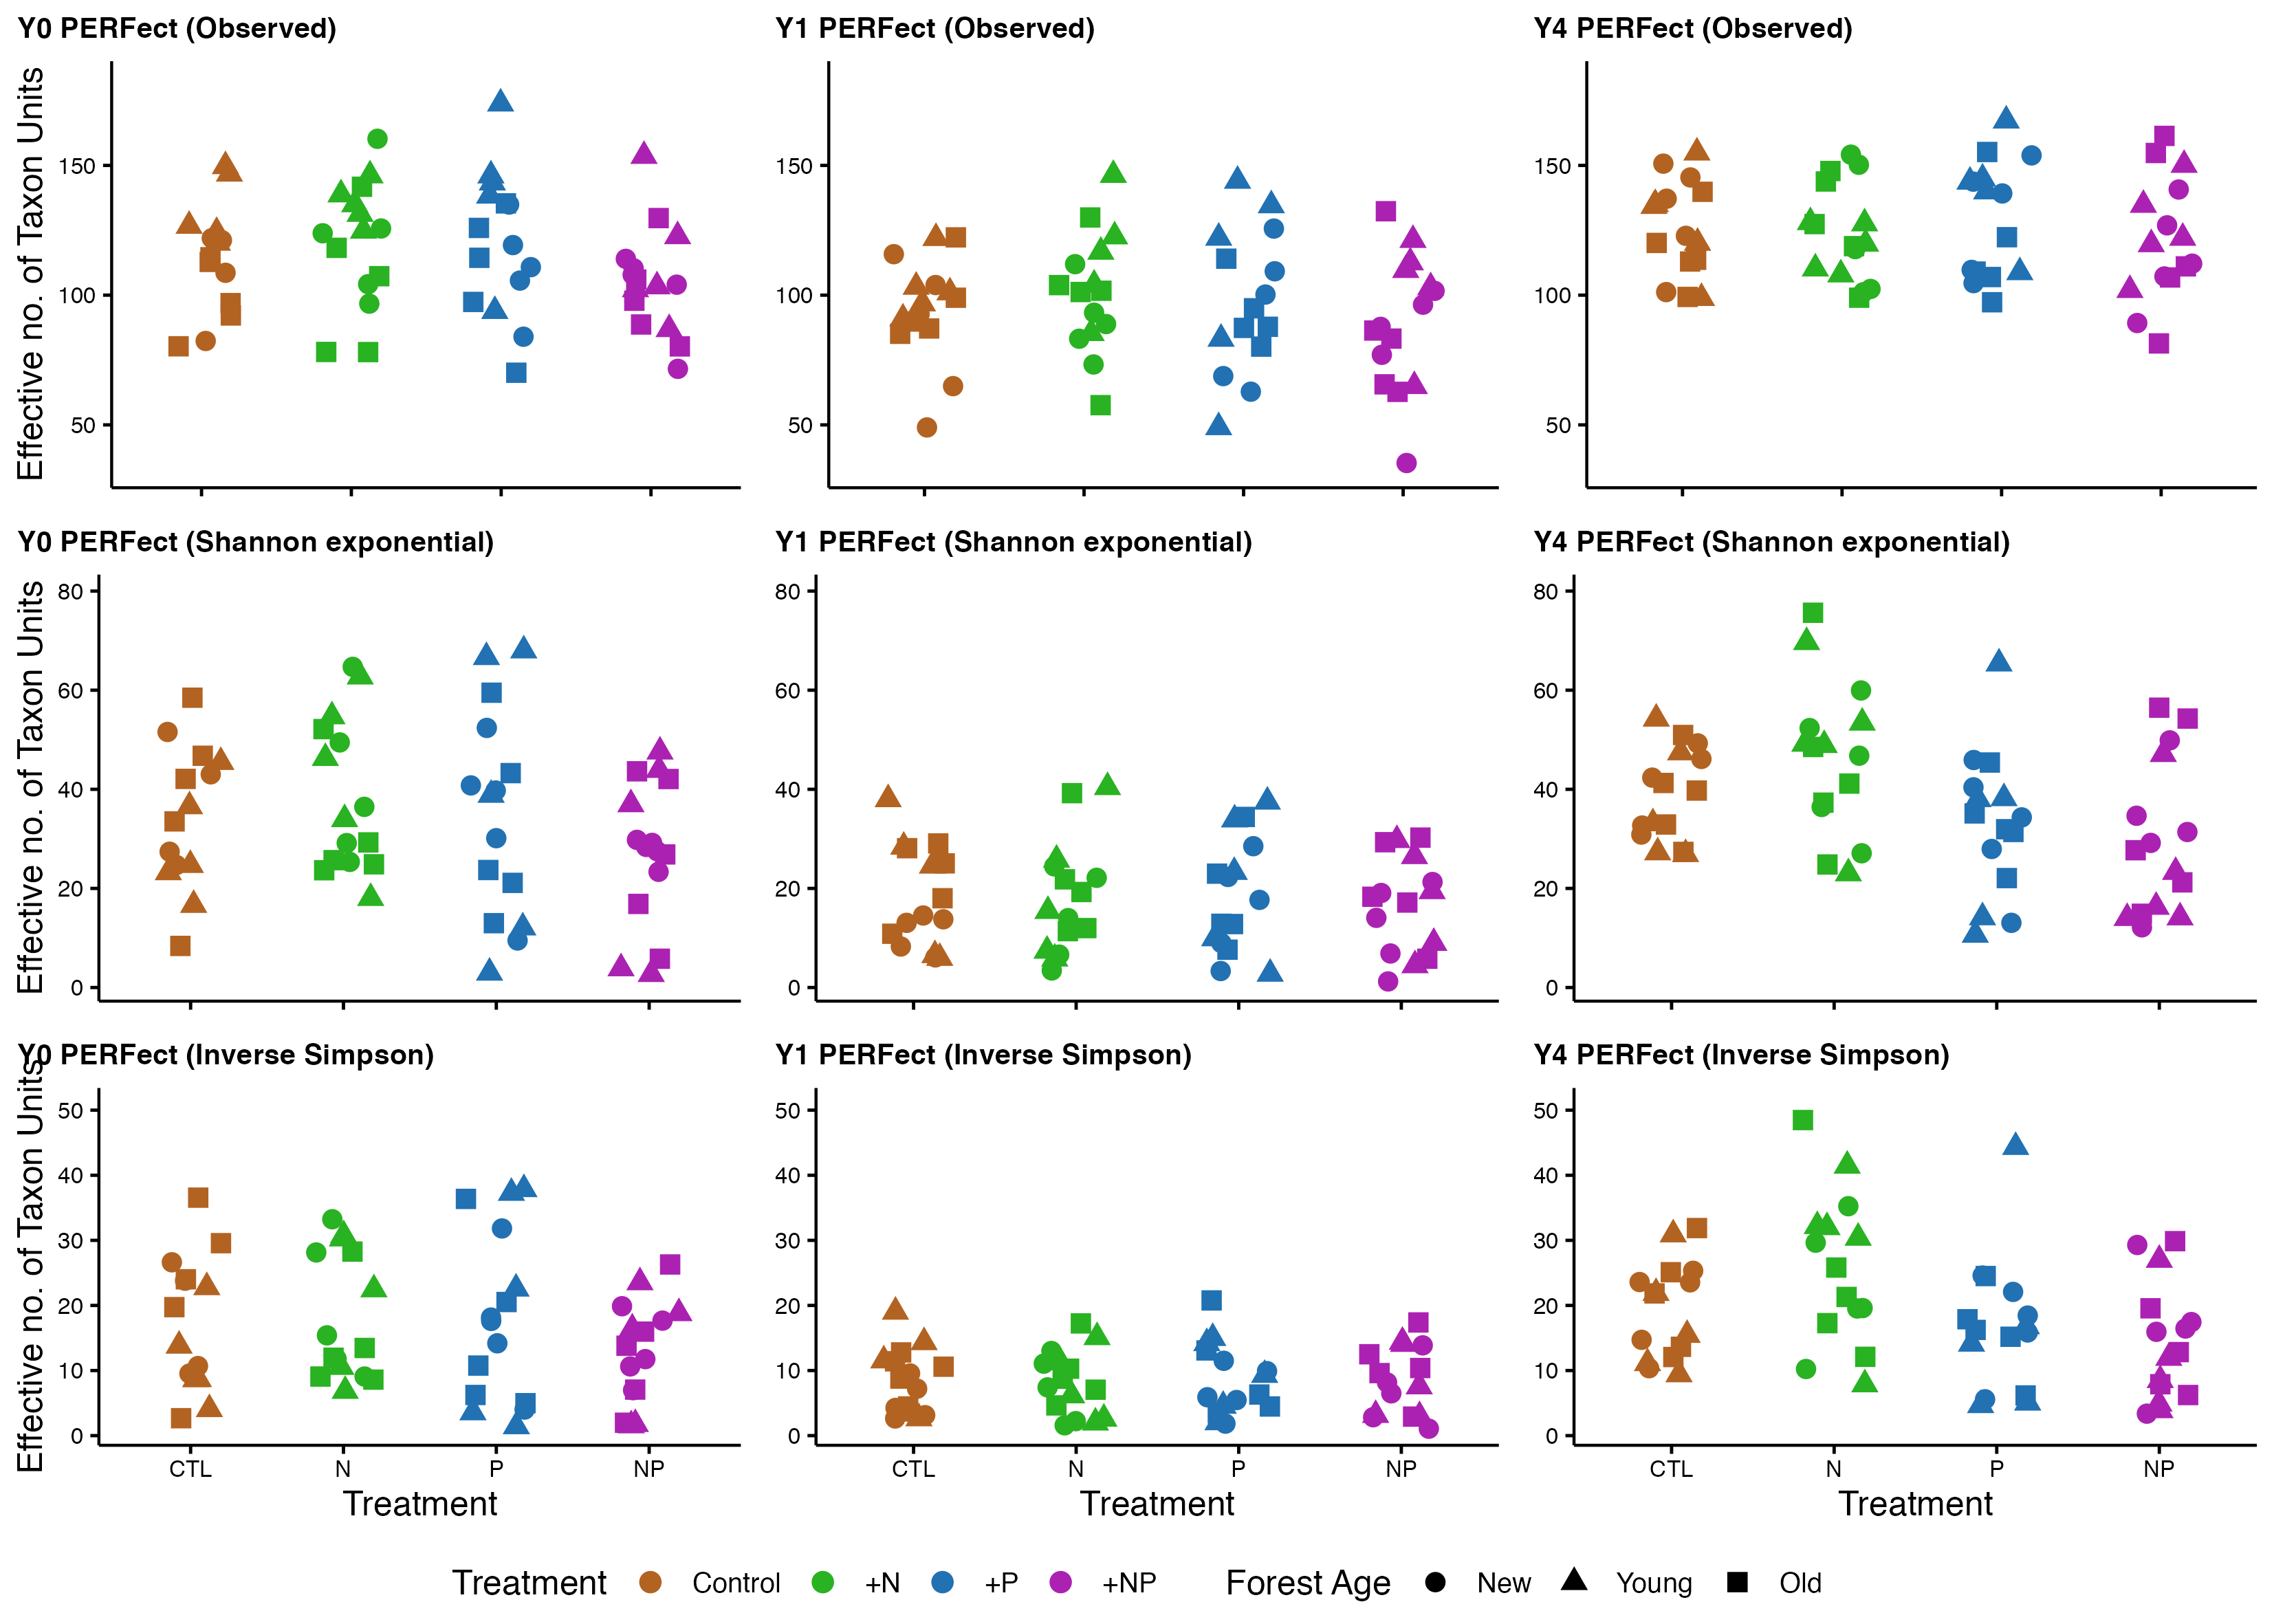 Y0 PERFect (Observed)
Y1 PERFect (Observed)
Y4 PERFect (Observed)
Effective no. of Taxon Units
150
100
50
150
100
50
150
100
50
Y0 PERFect (Shannon exponential)
Y1 PERFect (Shannon exponential)
Y4 PERFect (Shannon exponential)
Effective no. of Taxon Units
80
60
40
20
0
80
60
40
20
0
80
60
40
20
0
Y0 PERFect (Inverse Simpson)
Y1 PERFect (Inverse Simpson)
Y4 PERFect (Inverse Simpson)
Effective no. of Taxon Units
50
40
30
20
10
0
50
40
30
20
10
0
50
40
30
20
10
0
CTL N P NP
CTL N P NP
CTL N P NP
Treatment
Treatment
Treatment
Treatment Control +N +P +NP Forest Age New Young Old